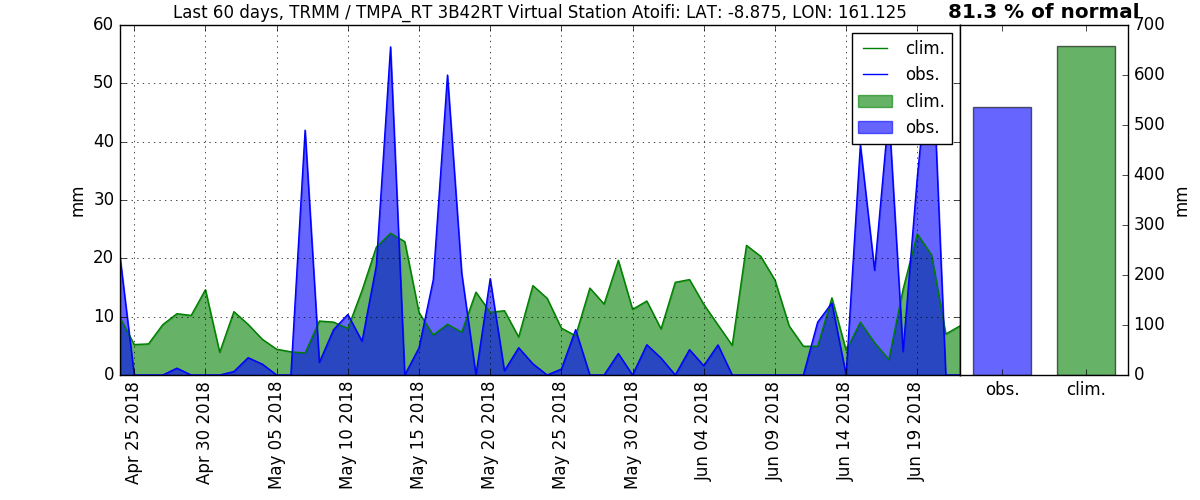 Last 60 days, TRMM / TMPA_RT 3B42RT Virtual Station Atoifi: LAT: -8.875, LON: 161.125
81.3 % of normal
60
50
40
30
20
10
0
mm
clim.
obs.
clim.
obs.
Apr 25 2018
Apr 30 2018
May 05 2018
May 10 2018
May 15 2018
May 20 2018
May 25 2018
May 30 2018
Jun 04 2018
Jun 09 2018
Jun 14 2018
Jun 19 2018
700
600
500
400
300
200
100
0
mm
obs.
clim.